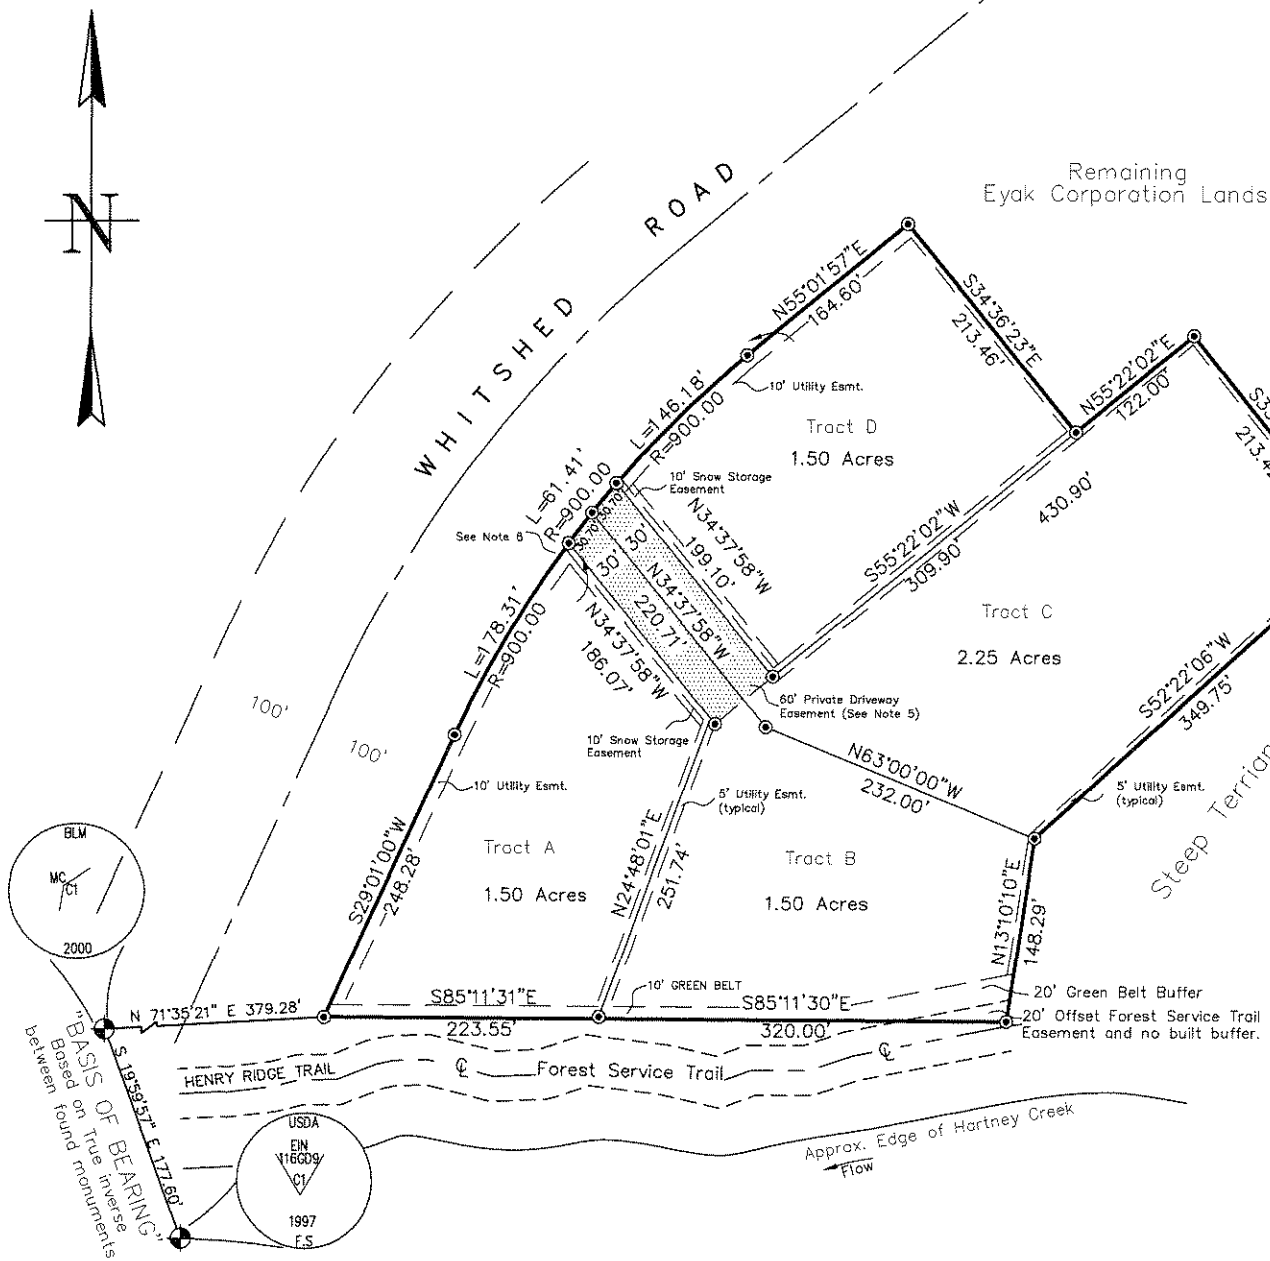 N
WHITSHED ROAD
Remaining
Eyak Corporation Lands
N55°01'57"E
164.60'
S34°36'23"E
213.46'
N55°22'02"E
122.00'
213.4
L=146.18'
R=900.00
10' Utility Esmt.
Tract D
1.50 Acres
10' Snow Storage
Easement
L=61.41'
R=900.00
30.70'
30.70'
See Note 8
30'
30'
N34°37'58"W
199.10'
S55°22'02"W
309.90'
430.90'
N34°37'58"W
220.71'
Tract C
2.25 Acres
L=178.31'
R=900.00
N34°37'58"W
186.07'
S52°22'06"W
349.75'
60' Private Driveway
Easement (See Note 5)
100'
100'
10' Snow Storage
Easement
N63°00'00"W
232.00'
10' Utility Esmt.
5' Utility Esmt.
(typical)
5' Utility Esmt.
(typical)
Steep Terrian
BLM
MC
C1
2000
S29°01'00"W
248.28'
Tract A
1.50 Acres
N24°48'01"E
251.74'
Tract B
1.50 Acres
N13°10'10"E
148.29'
S85°11'31"E
10' GREEN BELT
S85°11'30"E
20' Green Belt Buffer
N 71°35'21" E 379.28'
223.55'
320.00'
20' Offset Forest Service Trail
Easement and no built buffer.
HENRY RIDGE TRAIL
Forest Service Trail
S 19°59'57" E 177.60'
"BASIS OF BEARING"
Based on True inverse
between found monuments
USDA
EIN
116GD9
C1
1997
F.S
Approx. Edge of Hartney Creek
Flow